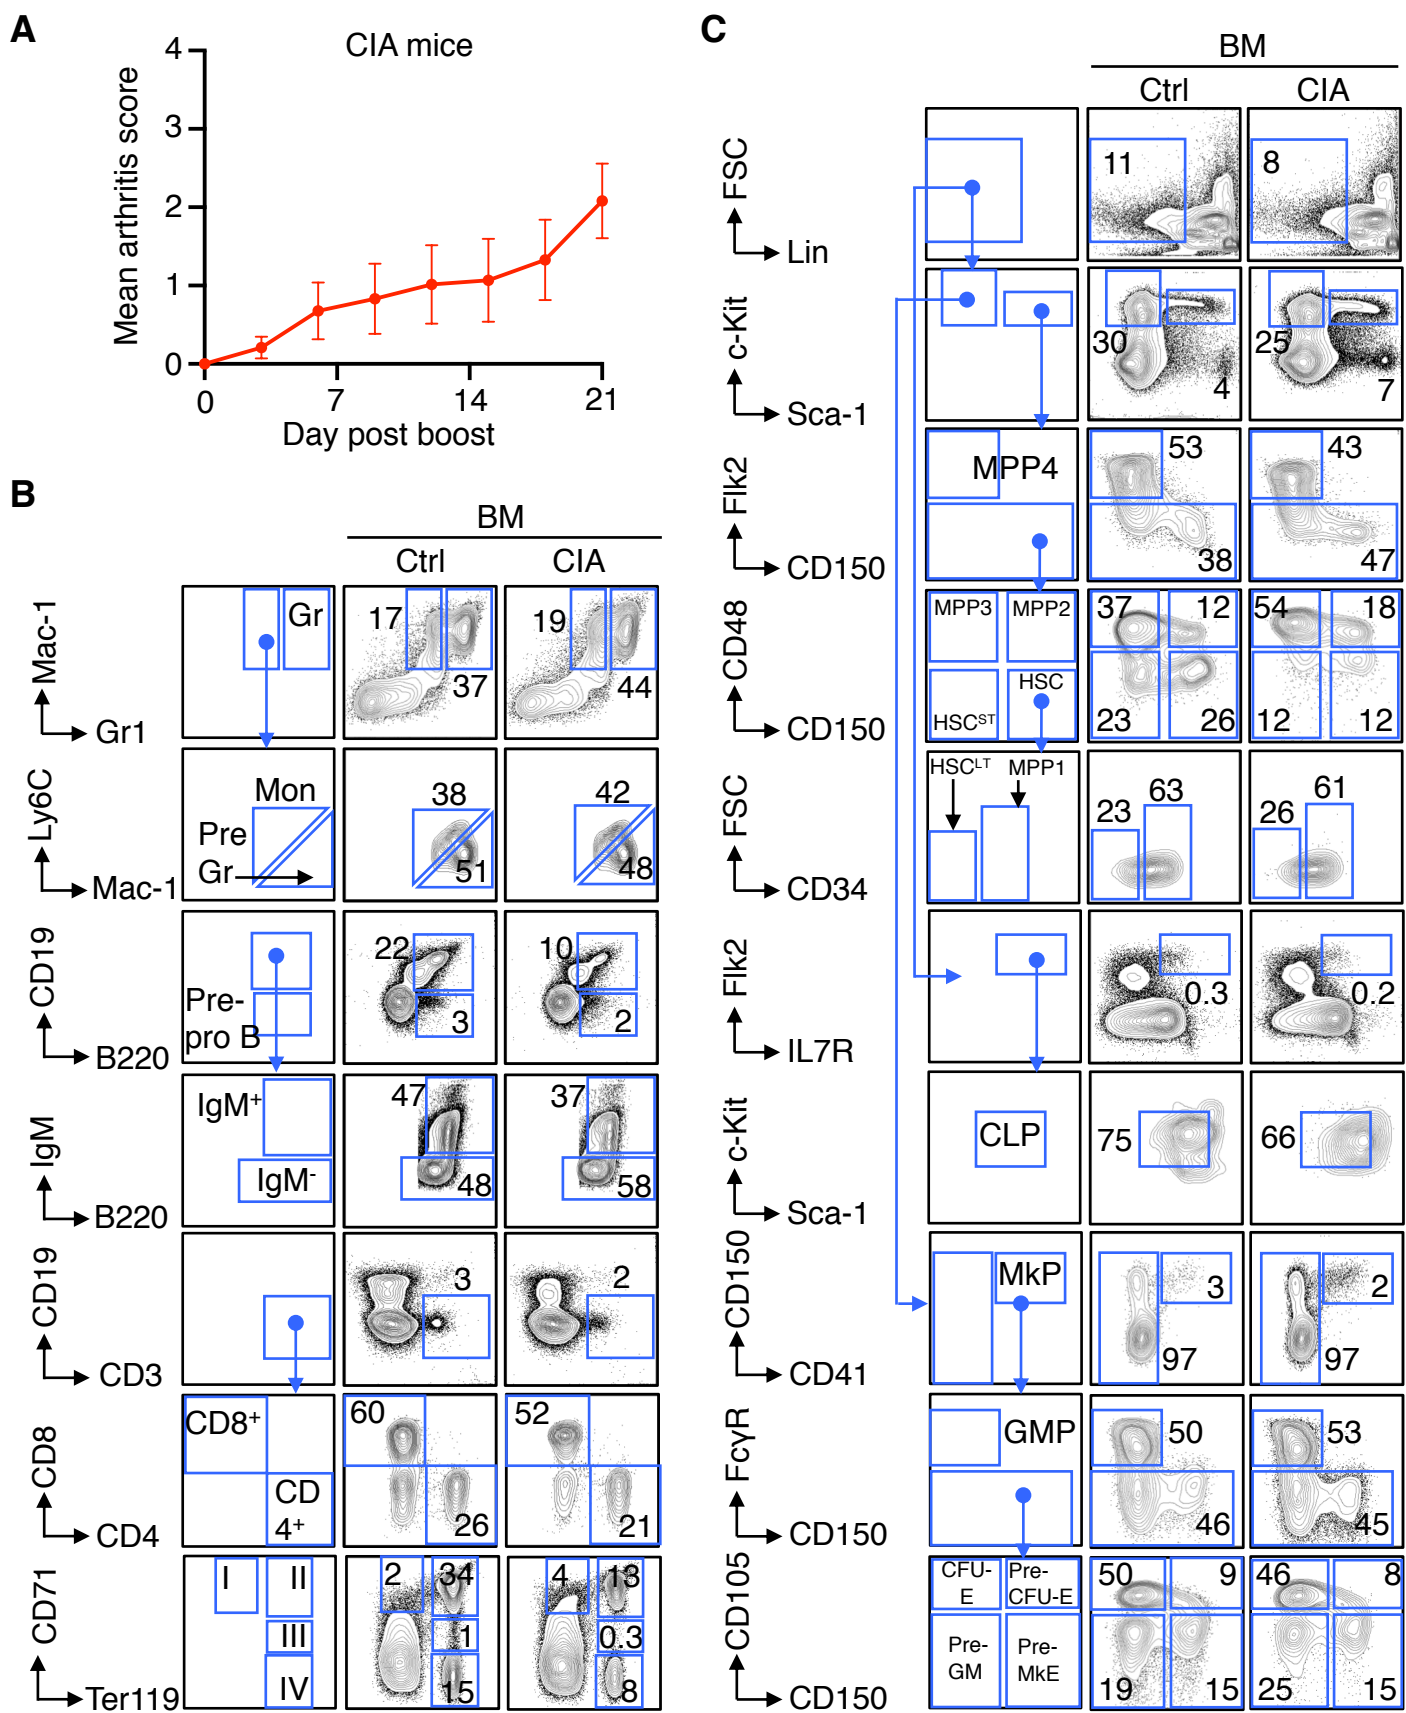 A
CIA mice
Mean arthritis score
4
3
2
1
0
0
7
14
21
Day post boost
B
BM
Ctrl
CIA
Mac-1
Gr1
Gr
17
37
19
44
Ly6C
Mac-1
Mon
Pre
Gr
38
51
42
48
CD19
B220
Pre-
pro B
22
3
10
2
IgM
B220
IgM+
IgM-
47
48
37
58
CD19
CD3
3
2
CD8
CD4
CD8+
CD
4+
60
26
52
21
CD71
Ter119
I
II
III
IV
2
34
1
15
4
13
0.3
8
C
BM
Ctrl
CIA
FSC
Lin
11
8
c-Kit
Sca-1
30
4
25
7
Flk2
CD150
MPP4
53
38
43
47
CD48
CD150
MPP3
MPP2
HSC
HSCST
37
12
23
26
54
18
12
12
FSC
CD34
HSCLT
MPP1
23
63
26
61
Flk2
IL7R
0.3
0.2
c-Kit
Sca-1
CLP
75
66
CD150
CD41
MkP
3
97
2
97
FcγR
CD150
GMP
50
46
53
45
CD105
CD150
CFU-
E
Pre-
CFU-E
Pre-
GM
Pre-
MkE
50
9
19
15
46
8
25
15